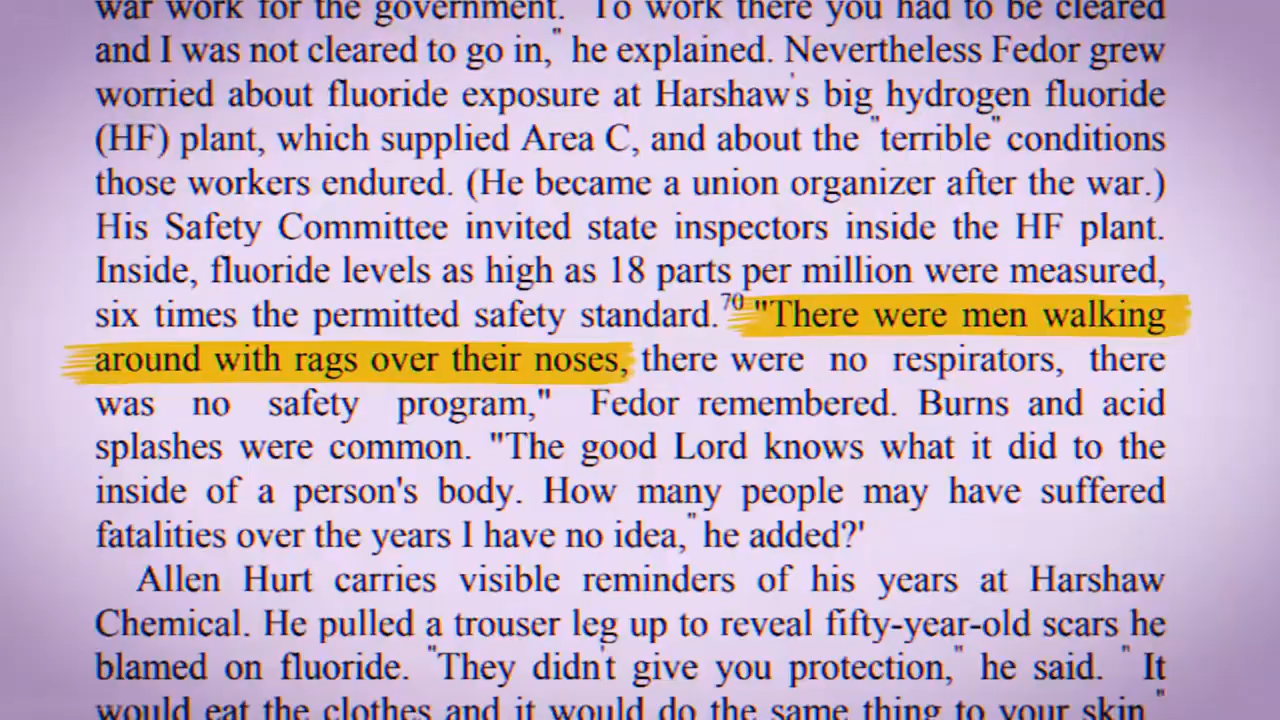 war work for the government. "To work there you had to be cleared
and I was not cleared to go in," he explained. Nevertheless Fedor grew
worried about fluoride exposure at Harshaw's big hydrogen fluoride
(HF) plant, which supplied Area C, and about the "terrible" conditions
those workers endured. (He became a union organizer after the war.)
His Safety Committee invited state inspectors inside the HF plant.
Inside, fluoride levels as high as 18 parts per million were measured,
six times the permitted safety standard.70 "There were men walking
around with rags over their noses, there were no respirators, there
was no safety program," Fedor remembered. Burns and acid
splashes were common. "The good Lord knows what it did to the
inside of a person's body. How many people may have suffered
fatalities over the years I have no idea," he added?'
Allen Hurt carries visible reminders of his years at Harshaw
Chemical. He pulled a trouser leg up to reveal fifty-year-old scars he
blamed on fluoride. "They didn't give you protection," he said. " It
would eat the clothes and it would do the same thing to your skin."